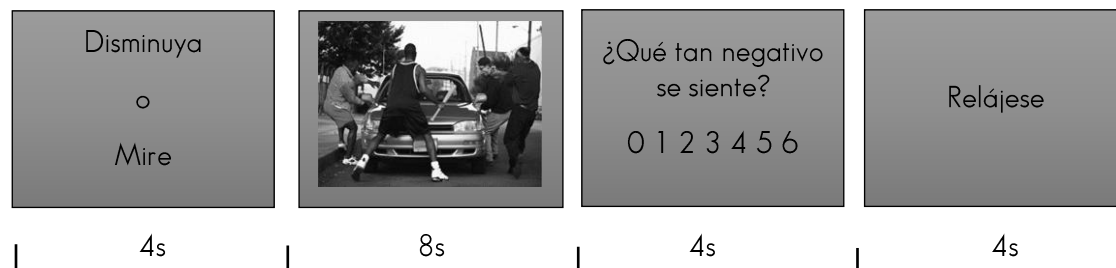 Disminuya
o
Mire
¿Qué tan negativo
se siente?
0 1 2 3 4 5 6
Relájese
4s
8s
4s
4s